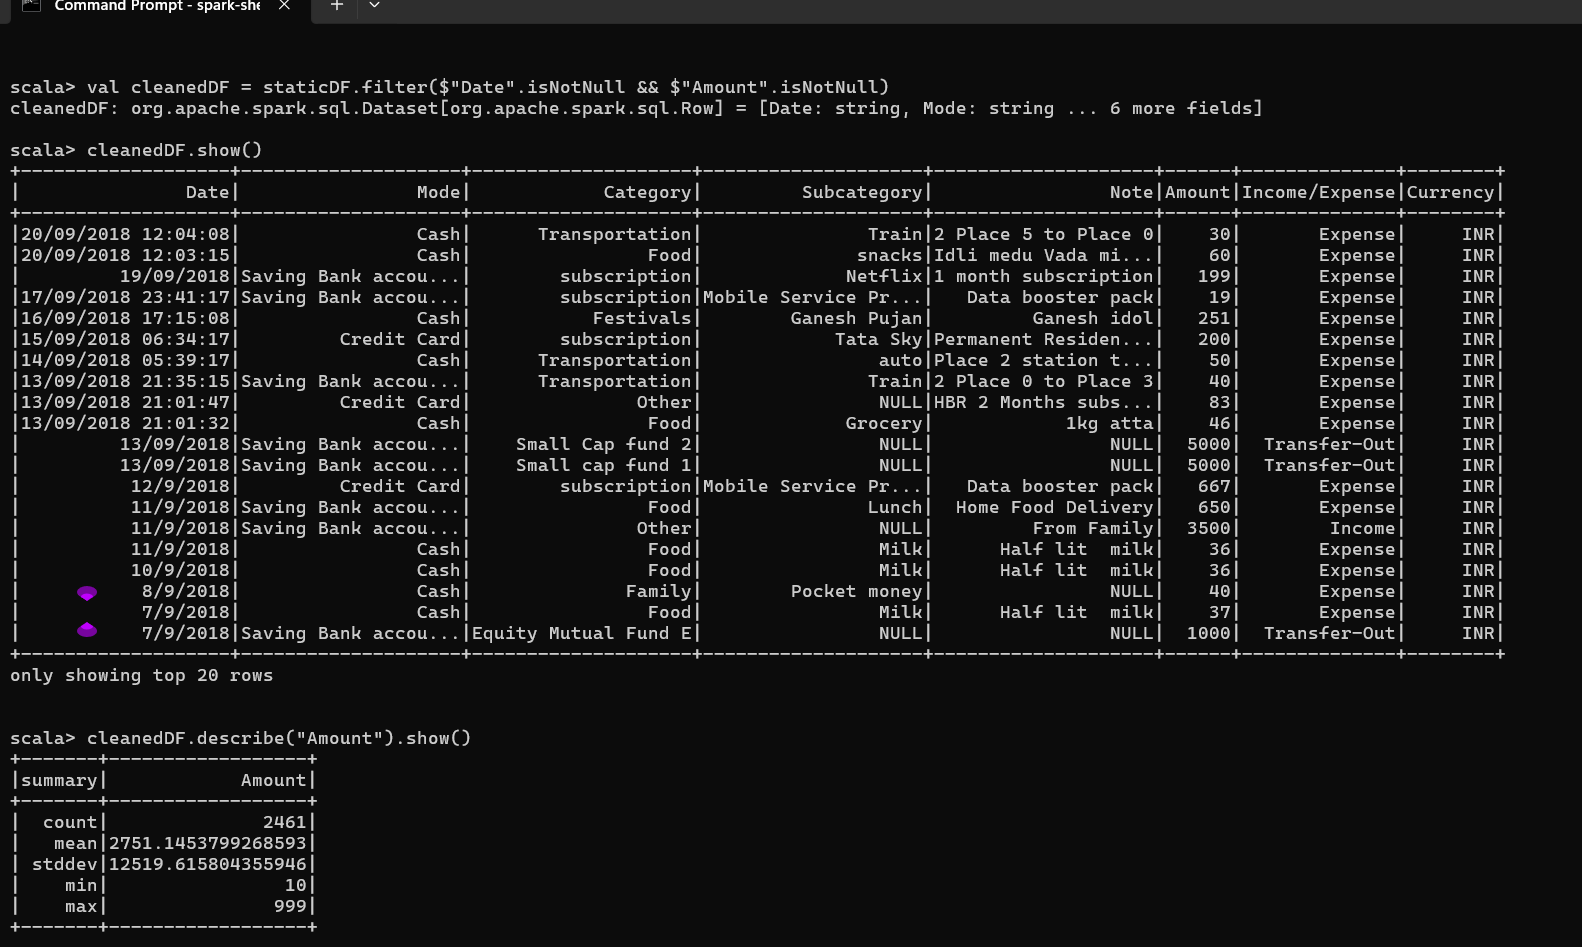 Command Prompt - spark-she
scala> val cleanedDF = staticDF.filter($"Date".isNotNull && $"Amount".isNotNull)
cleanedDF: org.apache.spark.sql.Dataset[org.apache.spark.sql.Row] = [Date: string, Mode: string ... 6 more fields]
scala> cleanedDF.show()
+-------------------+--------------------+--------------------+--------------------+--------------------+------+--------------+--------+
|               Date|                Mode|            Category|         Subcategory|                Note|Amount|Income/Expense|Currency|
+-------------------+--------------------+--------------------+--------------------+--------------------+------+--------------+--------+
|20/09/2018 12:04:08|                Cash|      Transportation|               Train|2 Place 5 to Place 0|    30|       Expense|     INR|
|20/09/2018 12:03:15|                Cash|                Food|              snacks|Idli medu Vada mi...|    60|       Expense|     INR|
|         19/09/2018|Saving Bank accou...|        subscription|             Netflix|1 month subscription|   199|       Expense|     INR|
|17/09/2018 23:41:17|Saving Bank accou...|        subscription|Mobile Service Pr...|   Data booster pack|    19|       Expense|     INR|
|16/09/2018 17:15:08|                Cash|           Festivals|        Ganesh Pujan|         Ganesh idol|   251|       Expense|     INR|
|15/09/2018 06:34:17|         Credit Card|        subscription|            Tata Sky|Permanent Residen...|   200|       Expense|     INR|
|14/09/2018 05:39:17|                Cash|      Transportation|                auto|Place 2 station t...|    50|       Expense|     INR|
|13/09/2018 21:35:15|Saving Bank accou...|      Transportation|               Train|2 Place 0 to Place 3|    40|       Expense|     INR|
|13/09/2018 21:01:47|         Credit Card|               Other|                NULL|HBR 2 Months subs...|    83|       Expense|     INR|
|13/09/2018 21:01:32|                Cash|                Food|             Grocery|            1kg atta|    46|       Expense|     INR|
|         13/09/2018|Saving Bank accou...|    Small Cap fund 2|                NULL|                NULL|  5000|  Transfer-Out|     INR|
|         13/09/2018|Saving Bank accou...|    Small cap fund 1|                NULL|                NULL|  5000|  Transfer-Out|     INR|
|          12/9/2018|         Credit Card|        subscription|Mobile Service Pr...|   Data booster pack|   667|       Expense|     INR|
|          11/9/2018|Saving Bank accou...|                Food|               Lunch|  Home Food Delivery|   650|       Expense|     INR|
|          11/9/2018|Saving Bank accou...|               Other|                NULL|         From Family|  3500|        Income|     INR|
|          11/9/2018|                Cash|                Food|                Milk|      Half lit  milk|    36|       Expense|     INR|
|          10/9/2018|                Cash|                Food|                Milk|      Half lit  milk|    36|       Expense|     INR|
|           8/9/2018|                Cash|              Family|        Pocket money|                NULL|    40|       Expense|     INR|
|           7/9/2018|                Cash|                Food|                Milk|      Half lit  milk|    37|       Expense|     INR|
|           7/9/2018|Saving Bank accou...|Equity Mutual Fund E|                NULL|                NULL|  1000|  Transfer-Out|     INR|
+-------------------+--------------------+--------------------+--------------------+--------------------+------+--------------+--------+
only showing top 20 rows
scala> cleanedDF.describe("Amount").show()
+-------+------------------+
|summary|            Amount|
+-------+------------------+
|  count|              2461|
|   mean|2751.1453799268593|
| stddev|12519.615804355946|
|    min|                10|
|    max|               999|
+-------+------------------+